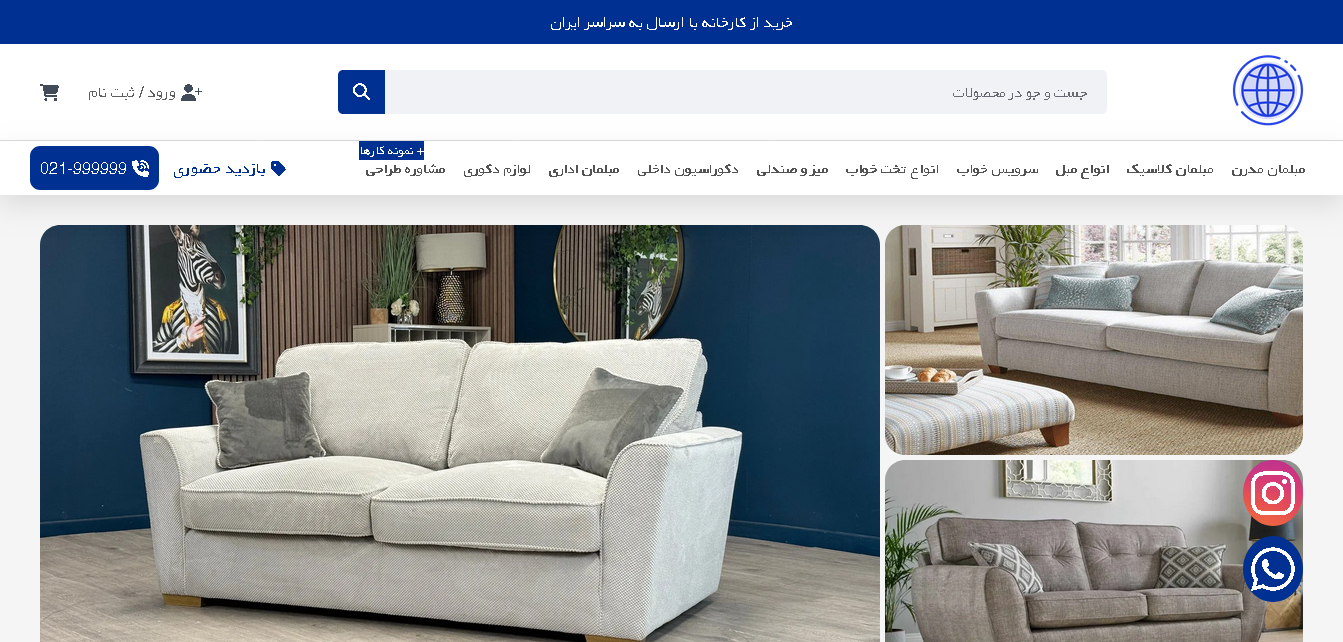 خرید از کارخانه با ارسال به سراسر ایران
جست و جو در محصولات
ورود / ثبت نام
+ نمونه کارها
مبلمان مدرن
مبلمان کلاسیک
انواع مبل
سرویس خواب
انواع تخت خواب
میز و صندلی
دکوراسیون داخلی
مبلمان اداری
لوازم دکوری
مشاوره طراحی
بازدید حضوری
021-999999